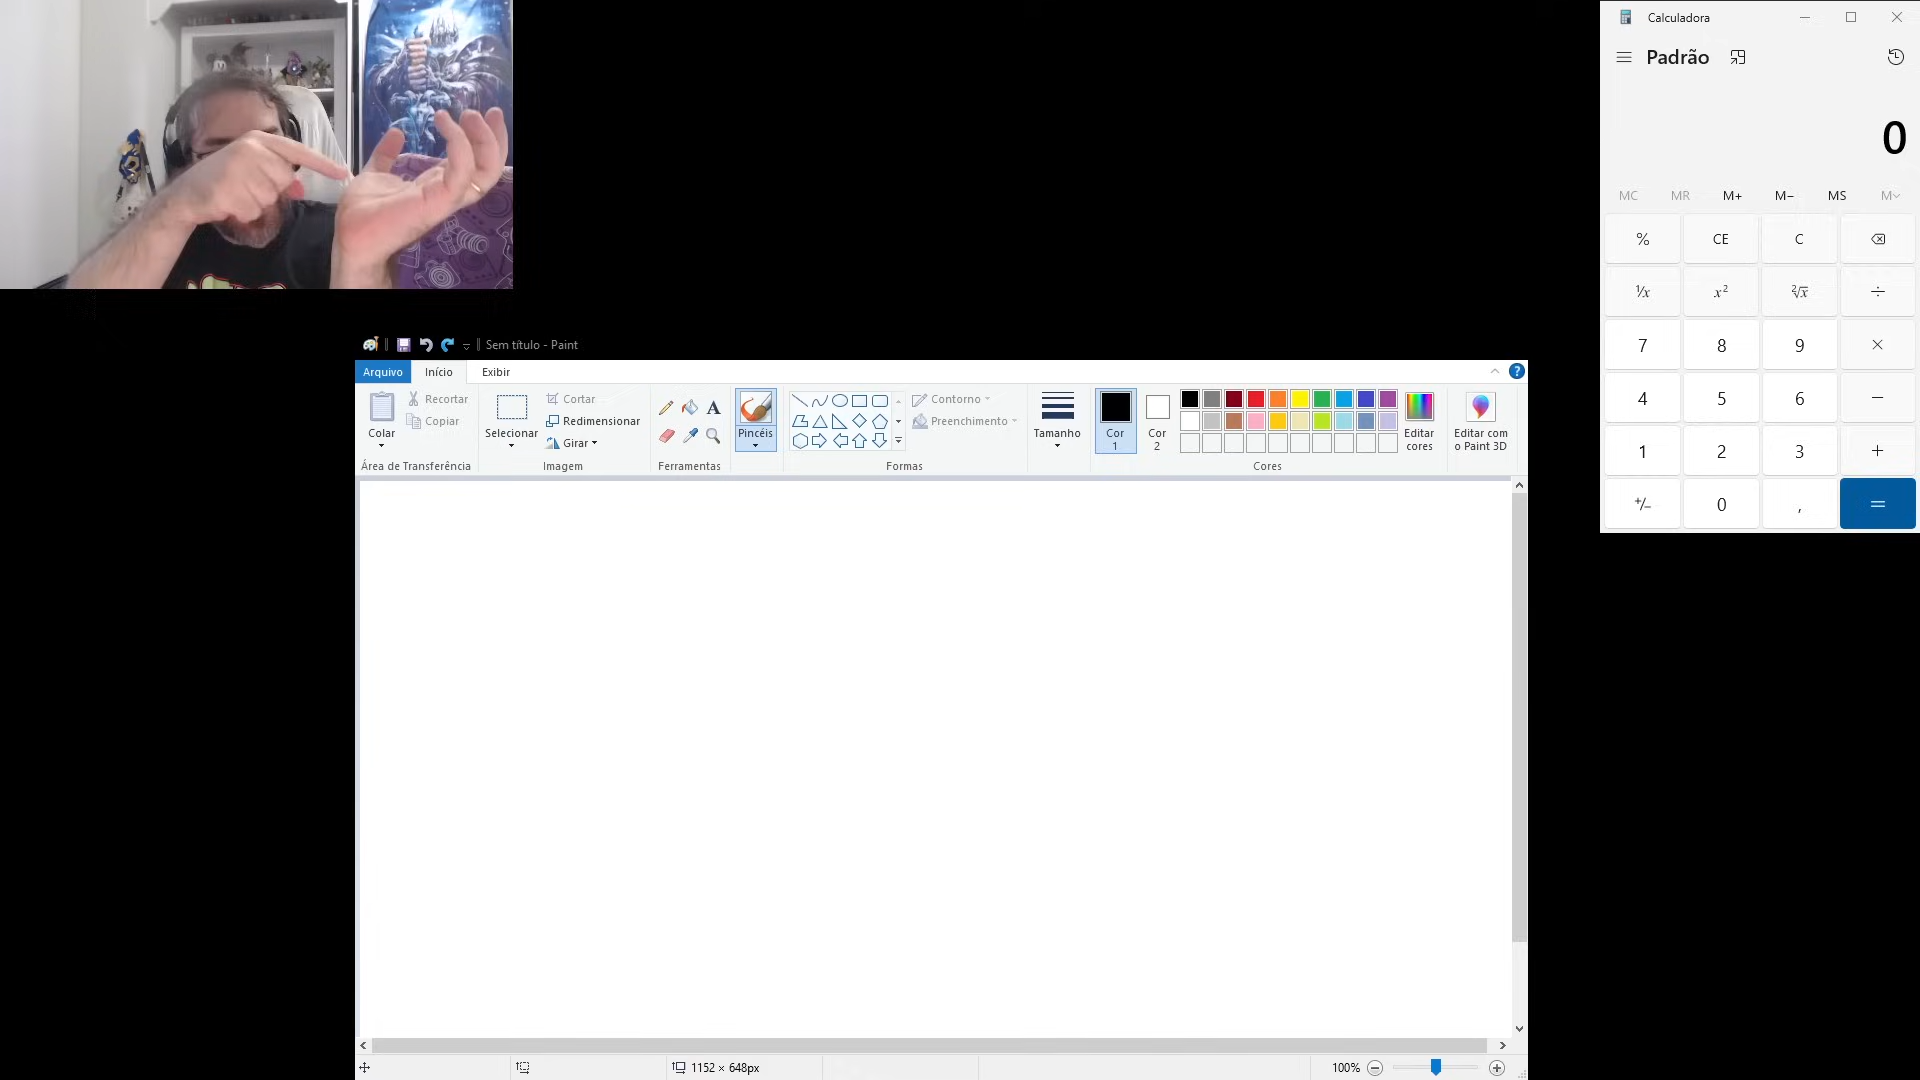 Calculadora
Padrão
0
MC MR M+ M− MS M
% CE C
¹/x x² ²√x ÷
7 8 9 ×
4 5 6 −
1 2 3 +
+/− 0 , =
Sem título - Paint
Arquivo Início Exibir
Colar
Recortar
Copiar
Área de Transferência
Selecionar
Cortar
Redimensionar
Girar
Imagem
A
Ferramentas
Pincéis
Contorno
Preenchimento
Formas
Tamanho
Cor 1
Cor 2
Cores
Editar cores
Editar com o Paint 3D
1152 × 648px
100%